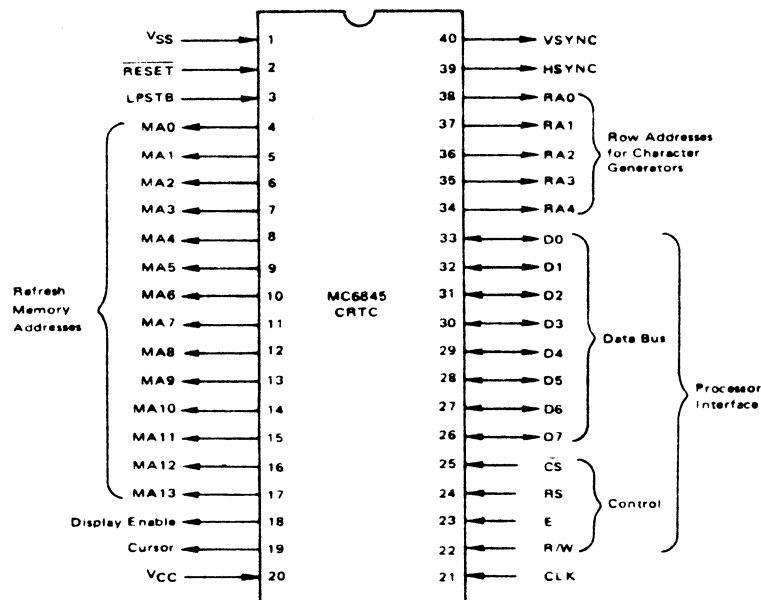 VSS 1
RESET 2
LPSTB 3
MA0 4
MA1 5
MA2 6
MA3 7
MA4 8
MA5 9
MA6 10
MA7 11
MA8 12
MA9 13
MA10 14
MA11 15
MA12 16
MA13 17
Display Enable 18
Cursor 19
VCC 20
Refresh
Memory
Addresses
MC6845
CRTC
40 VSYNC
39 HSYNC
38 RA0
37 RA1
36 RA2
35 RA3
34 RA4
33 D0
32 D1
31 D2
30 D3
29 D4
28 D5
27 D6
26 D7
25 CS
24 RS
23 E
22 R/W
21 CLK
Row Addresses
for Character
Generators
Data Bus
Control
Processor
Interface